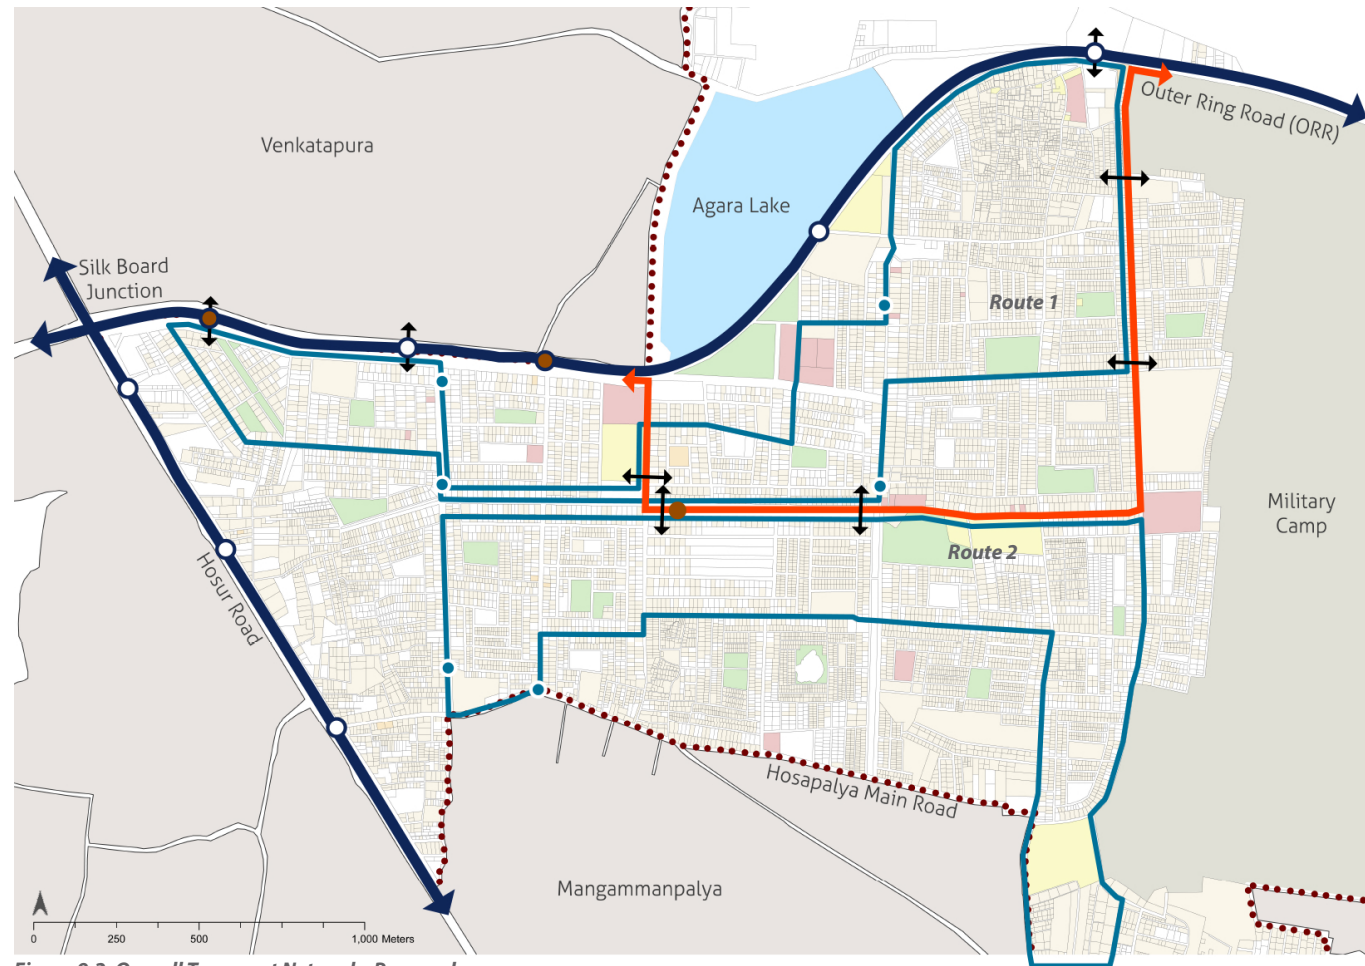 Venkatapura
Outer Ring Road (ORR)
Agara Lake
Silk Board
Junction
Route 1
Military
Camp
Route 2
Hosur Road
Hosapalya Main Road
Mangammanpalya
0 250 500 1,000 Meters